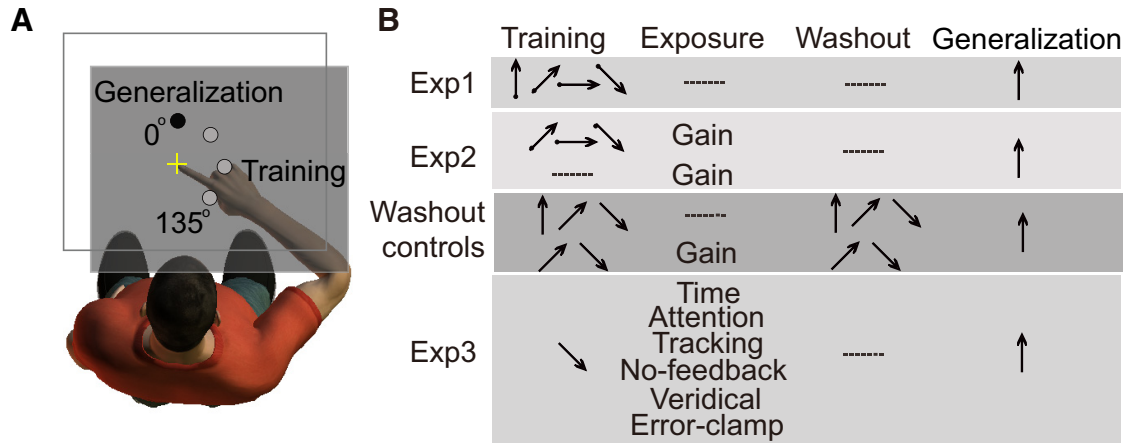 A
Generalization
0°
Training
135°
B
Training Exposure Washout Generalization
Exp1
Exp2
Gain
Gain
Washout
controls
Gain
Exp3
Time
Attention
Tracking
No-feedback
Veridical
Error-clamp